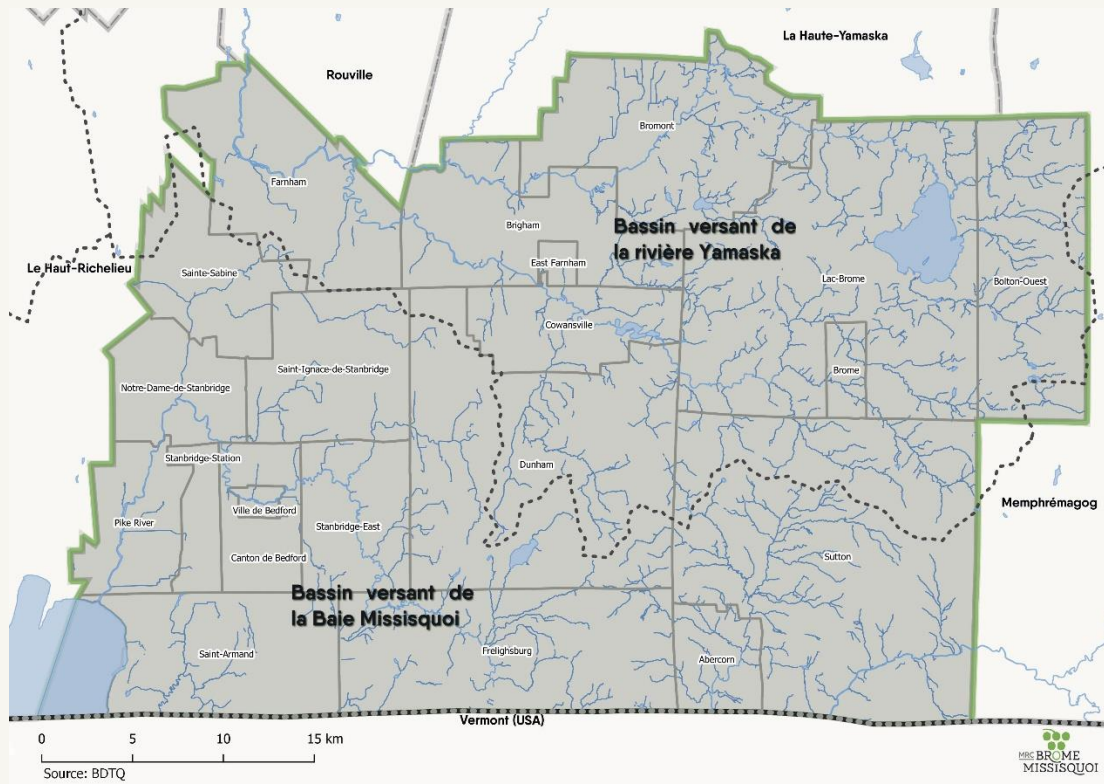 La Haute-Yamaska
Rouville
Bromont
Farnham
Brigham
Bassin versant de
la rivière Yamaska
East Farnham
Le Haut-Richelieu
Sainte-Sabine
Lac-Brome
Bolton-Ouest
Cowansville
Saint-Ignace-de-Stanbridge
Brome
Notre-Dame-de-Stanbridge
Stanbridge-Station
Dunham
Memphrémagog
Pike River
Ville de Bedford
Stanbridge-East
Canton de Bedford
Sutton
Bassin versant de
la Baie Missisquoi
Saint-Armand
Frelighsburg
Abercorn
Vermont (USA)
0 5 10 15 km
Source: BDTQ
MRC BROME
MISSISQUOI